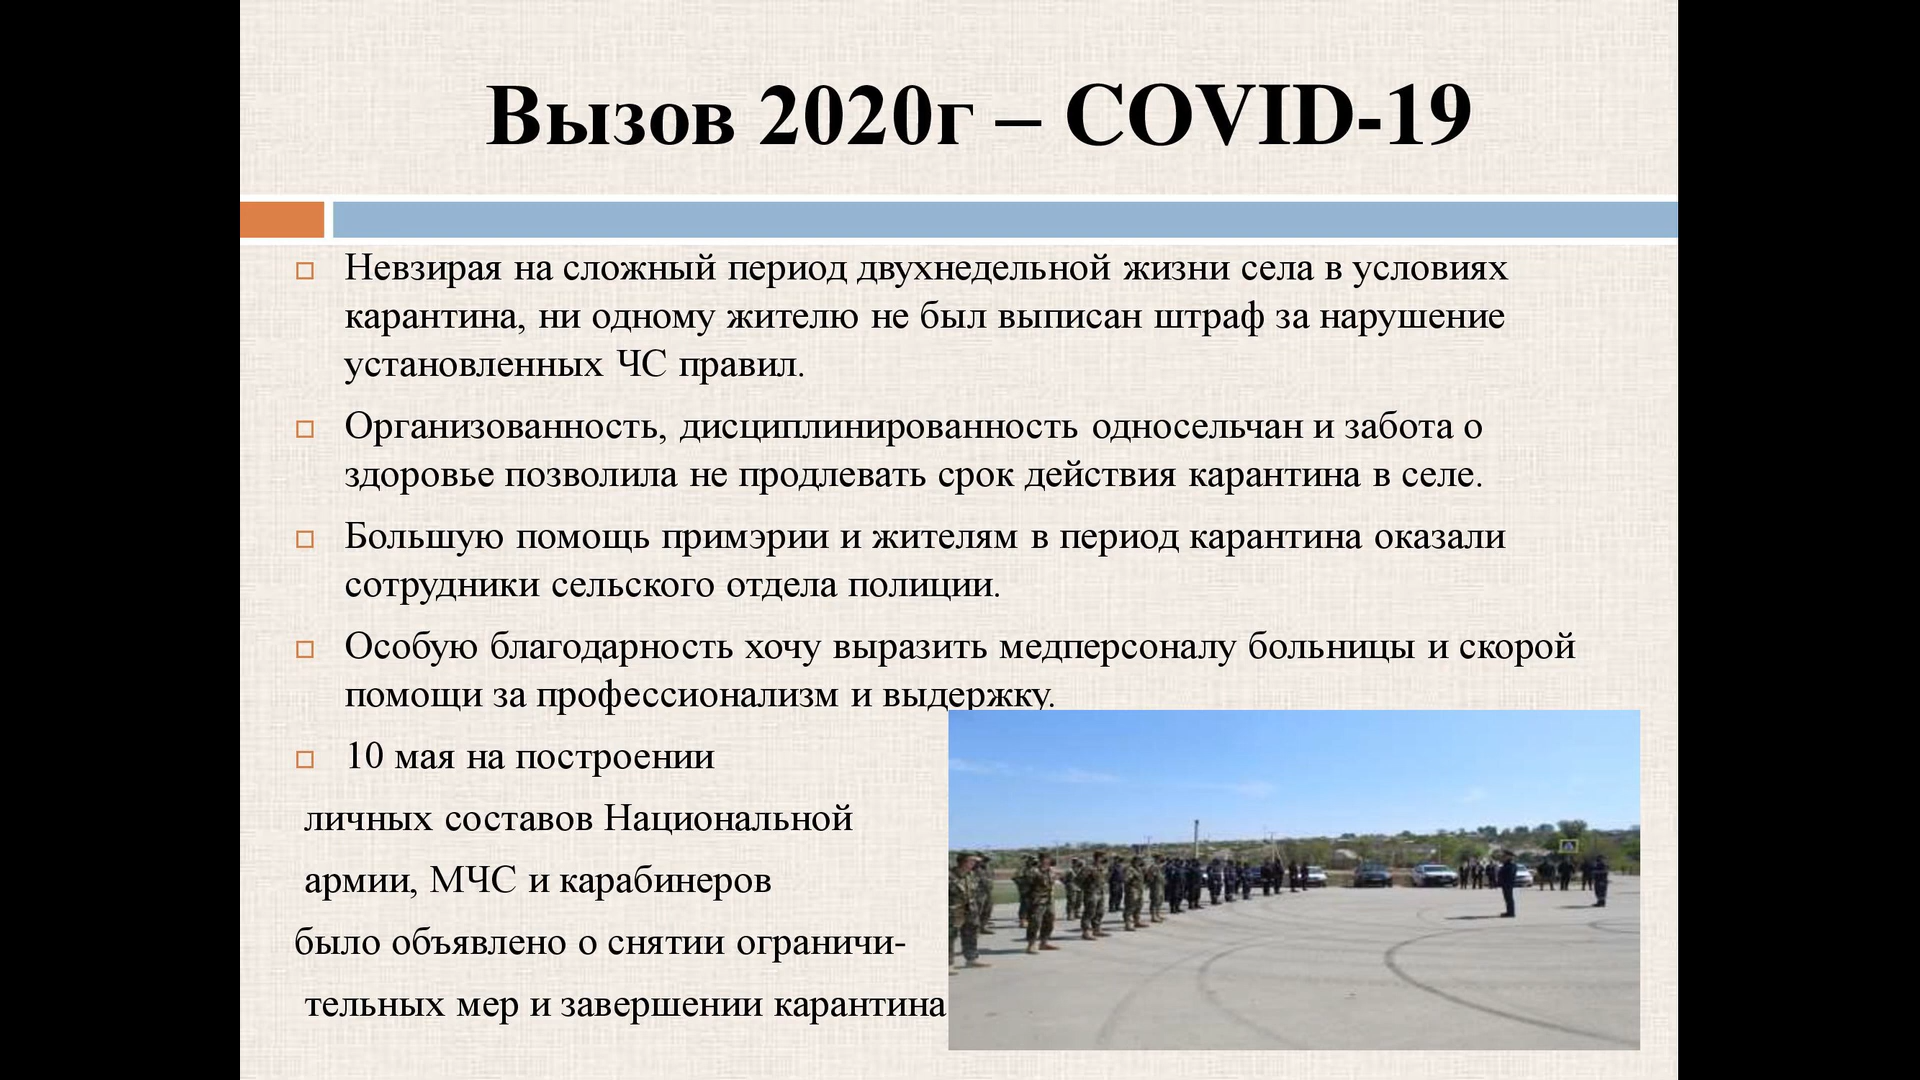 Вызов 2020г – COVID-19
Невзирая на сложный период двухнедельной жизни села в условиях
карантина, ни одному жителю не был выписан штраф за нарушение
установленных ЧС правил.
Организованность, дисциплинированность односельчан и забота о
здоровье позволила не продлевать срок действия карантина в селе.
Большую помощь примэрии и жителям в период карантина оказали
сотрудники сельского отдела полиции.
Особую благодарность хочу выразить медперсоналу больницы и скорой
помощи за профессионализм и выдержку.
10 мая на построении
личных составов Национальной
армии, МЧС и карабинеров
было объявлено о снятии ограничи-
тельных мер и завершении карантина